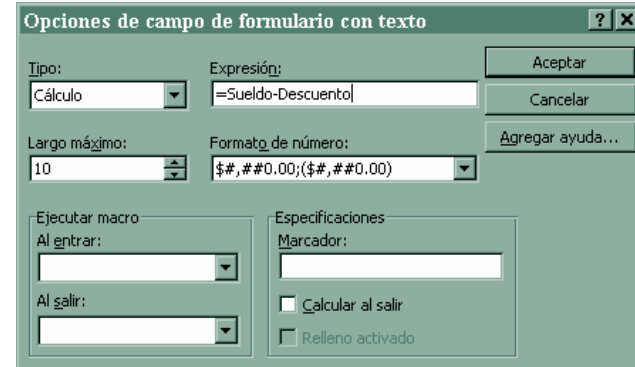 Opciones de campo de formulario con texto
Tipo:
Expresión:
Aceptar
Cálculo
=Sueldo-Descuento
Cancelar
Largo máximo:
Formato de número:
Agregar ayuda...
10
$#,##0.00;($#,##0.00)
Ejecutar macro
Al entrar:
Al salir:
Especificaciones
Marcador:
Calcular al salir
Relleno activado